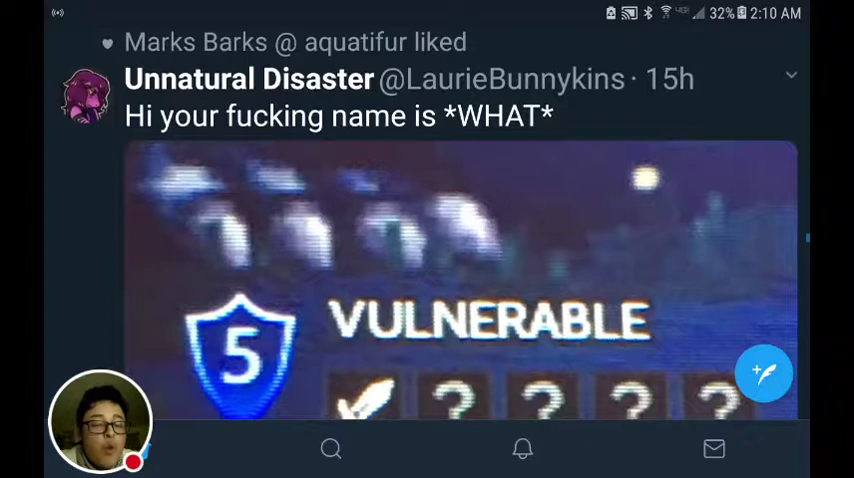 32% 2:10 AM
Marks Barks @ aquatifur liked
Unnatural Disaster @LaurieBunnykins · 15h
Hi your fucking name is *WHAT*
VULNERABLE
5
? ? ? ?